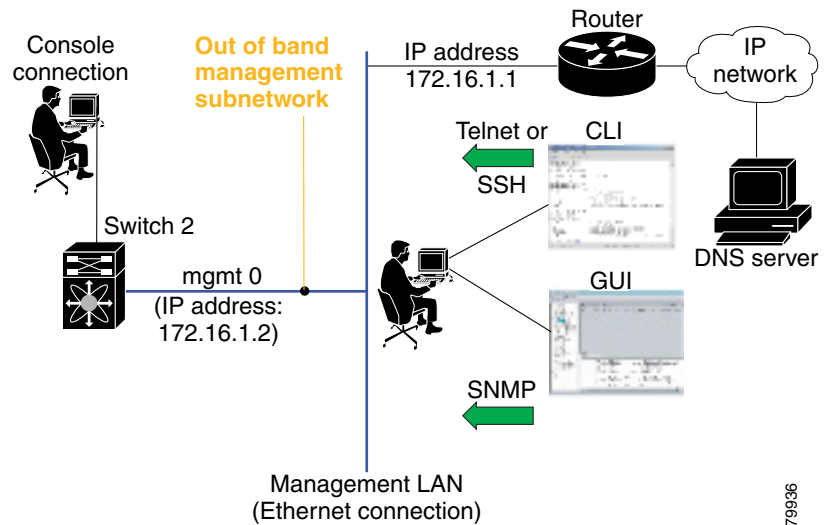 Router
Console
connection
Out of band
management
subnetwork
IP address
172.16.1.1
IP
network
Telnet or
CLI
SSH
Switch 2
DNS server
mgmt 0
(IP address:
172.16.1.2)
GUI
SNMP
Management LAN
(Ethernet connection)
79936